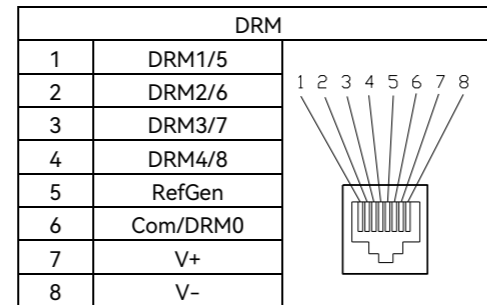 DRM
1 DRM1/5
2 DRM2/6
3 DRM3/7
4 DRM4/8
5 RefGen
6 Com/DRM0
7 V+
8 V-
1 2 3 4 5 6 7 8